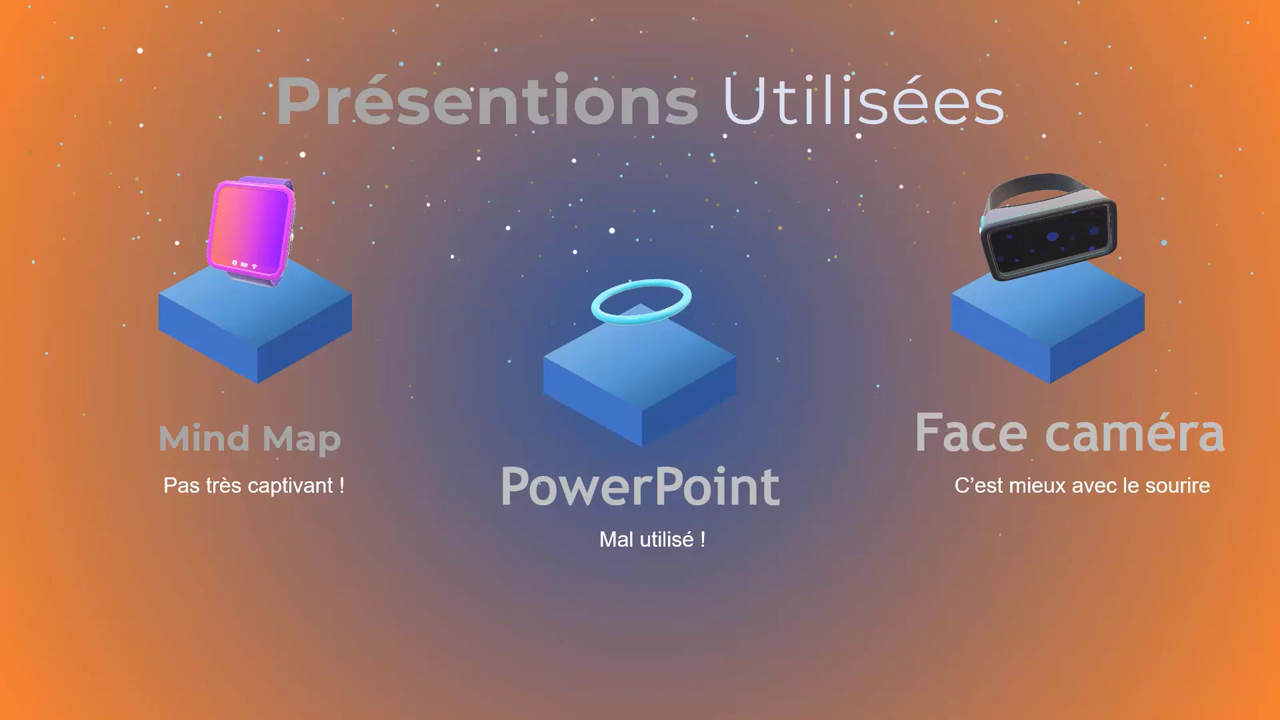 Présentions Utilisées
Mind Map
Pas très captivant !
PowerPoint
Mal utilisé !
Face caméra
C’est mieux avec le sourire